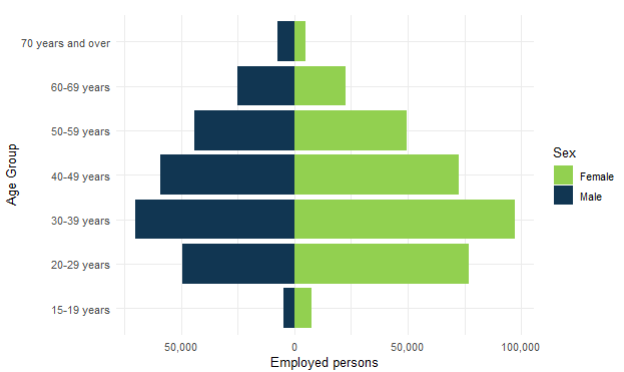 70 years and over
60-69 years
50-59 years
40-49 years
30-39 years
20-29 years
15-19 years
Age Group
50,000
0
50,000
100,000
Employed persons
Sex
Female
Male